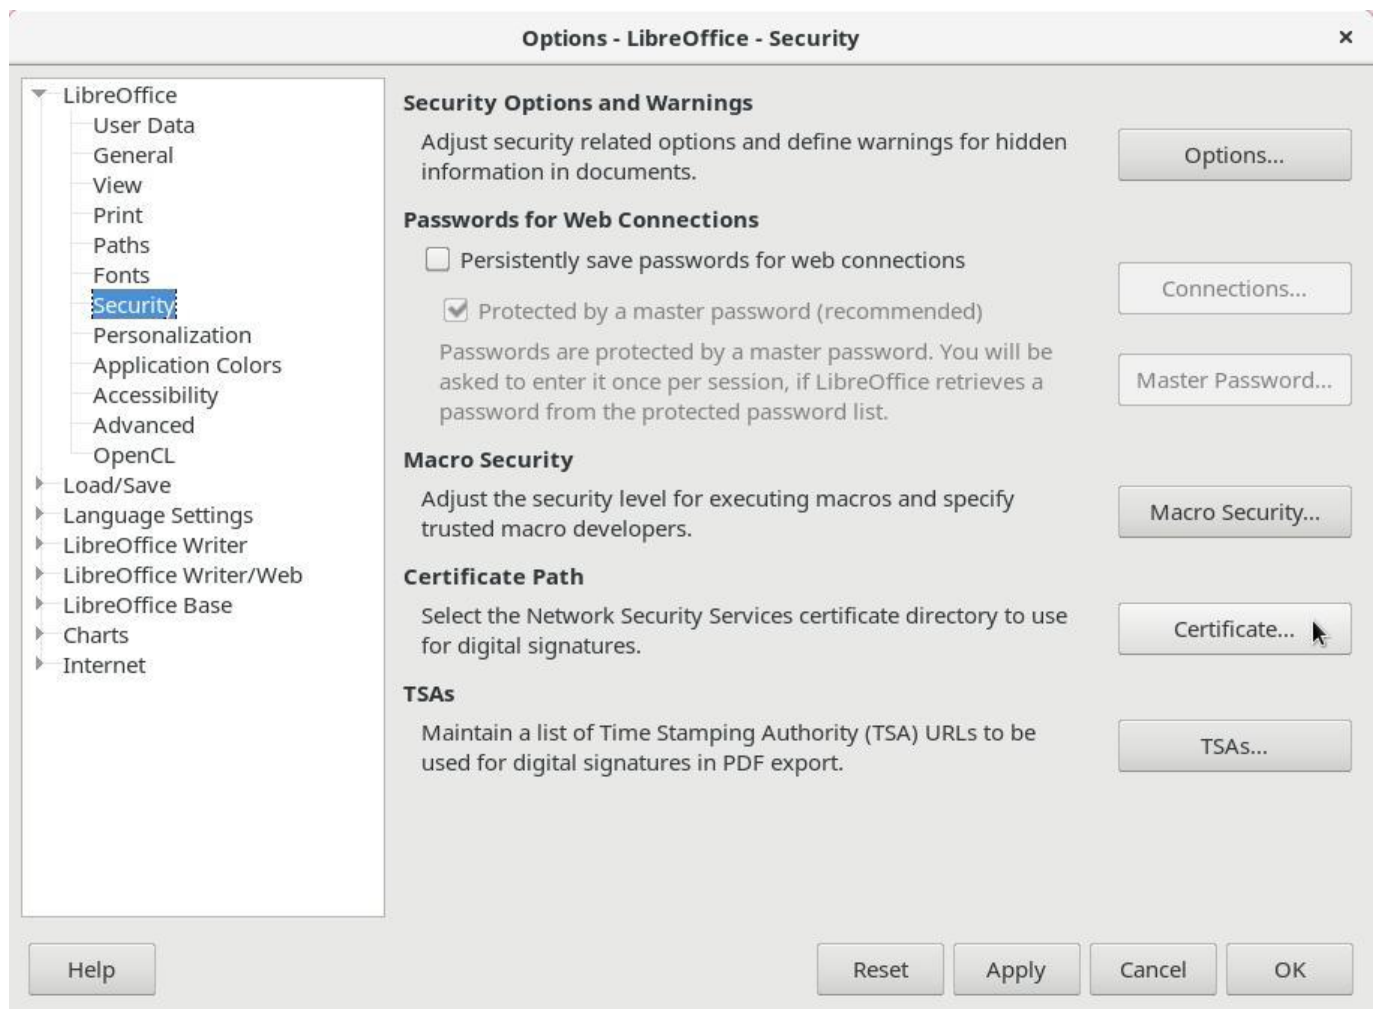 Options - LibreOffice - Security
LibreOffice
User Data
General
View
Print
Paths
Fonts
Security
Personalization
Application Colors
Accessibility
Advanced
OpenCL
Load/Save
Language Settings
LibreOffice Writer
LibreOffice Writer/Web
LibreOffice Base
Charts
Internet
Security Options and Warnings
Adjust security related options and define warnings for hidden
information in documents.
Options...
Passwords for Web Connections
Persistently save passwords for web connections
Connections...
Protected by a master password (recommended)
Passwords are protected by a master password. You will be
asked to enter it once per session, if LibreOffice retrieves a
password from the protected password list.
Master Password...
Macro Security
Adjust the security level for executing macros and specify
trusted macro developers.
Macro Security...
Certificate Path
Select the Network Security Services certificate directory to use
for digital signatures.
Certificate...
TSAs
Maintain a list of Time Stamping Authority (TSA) URLs to be
used for digital signatures in PDF export.
TSAs...
Help
Reset
Apply
Cancel
OK